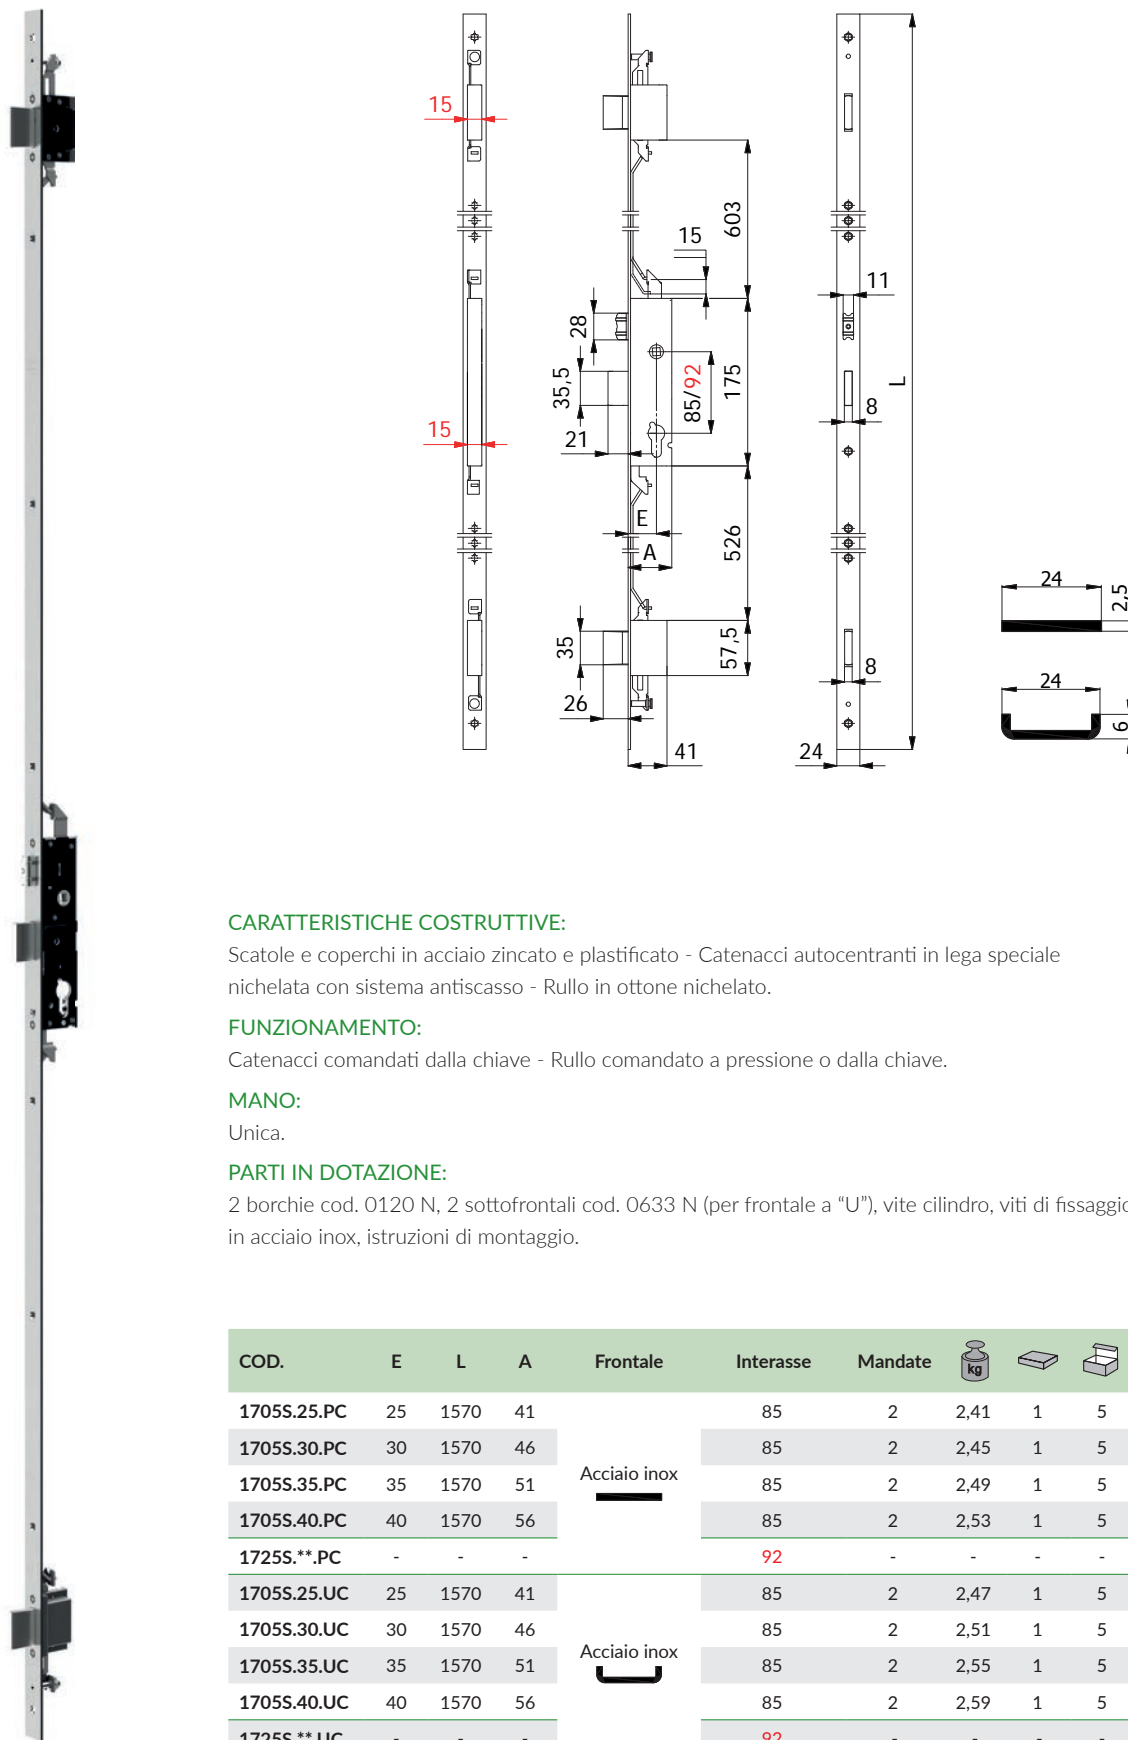 15
603
15
11
28
35,5
85/92
175
L
8
15
21
E
526
A
24
2,5
35
57,5
8
24
26
6
41
24
CARATTERISTICHE COSTRUTTIVE:
Scatole e coperchi in acciaio zincato e plastificato - Catenacci autocentranti in lega speciale
nichelata con sistema antiscasso - Rullo in ottone nichelato.
FUNZIONAMENTO:
Catenacci comandati dalla chiave - Rullo comandato a pressione o dalla chiave.
MANO:
Unica.
PARTI IN DOTAZIONE:
2 borchie cod. 0120 N, 2 sottofrontali cod. 0633 N (per frontale a “U”), vite cilindro, viti di fissaggio
in acciaio inox, istruzioni di montaggio.
COD. E L A Frontale Interasse Mandate kg
1705S.25.PC 25 1570 41 85 2 2,41 1 5
1705S.30.PC 30 1570 46 85 2 2,45 1 5
Acciaio inox
1705S.35.PC 35 1570 51 85 2 2,49 1 5
1705S.40.PC 40 1570 56 85 2 2,53 1 5
1725S.**.PC - - - 92 - - - -
1705S.25.UC 25 1570 41 85 2 2,47 1 5
1705S.30.UC 30 1570 46 85 2 2,51 1 5
Acciaio inox
1705S.35.UC 35 1570 51 85 2 2,55 1 5
1705S.40.UC 40 1570 56 85 2 2,59 1 5
1725S.**.UC - - - 92 - - - -